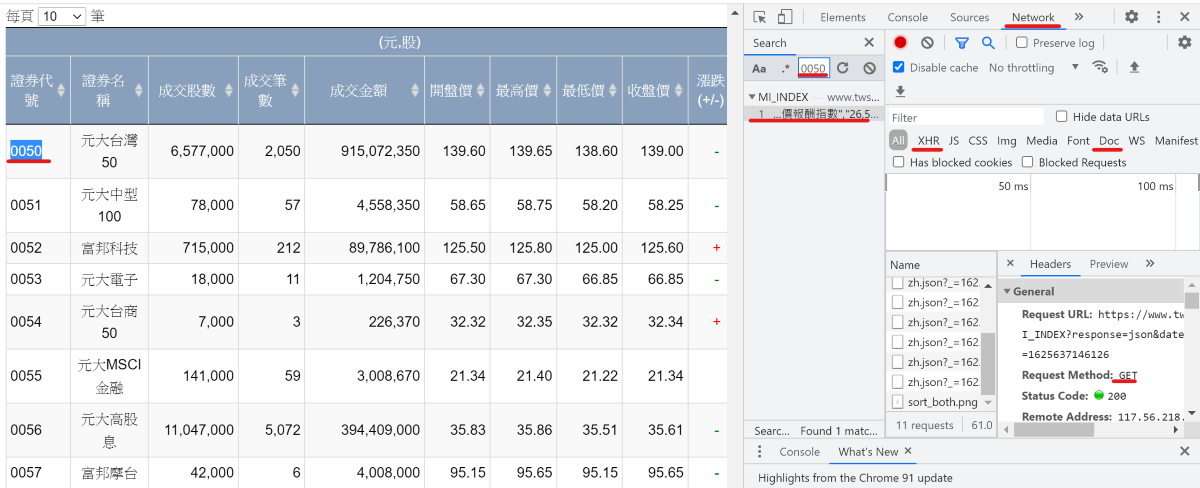 每頁 10 筆
(元,股)
證券代號 證券名稱 成交股數 成交筆數 成交金額 開盤價 最高價 最低價 收盤價 漲跌(+/-)
0050 元大台灣50 6,577,000 2,050 915,072,350 139.60 139.65 138.60 139.00 -
0051 元大中型100 78,000 57 4,558,350 58.65 58.75 58.20 58.25 -
0052 富邦科技 715,000 212 89,786,100 125.50 125.80 125.00 125.60 +
0053 元大電子 18,000 11 1,204,750 67.30 67.30 66.85 66.85 -
0054 元大台商50 7,000 3 226,370 32.32 32.35 32.32 32.34 +
0055 元大MSCI金融 141,000 59 3,008,670 21.34 21.40 21.22 21.34
0056 元大高股息 11,047,000 5,072 394,409,000 35.83 35.86 35.51 35.61 -
0057 富邦摩台 42,000 6 4,008,000 95.15 95.65 95.15 95.65 -
Elements Console Sources Network »
Search
Aa .* 0050
MI_INDEX — www.tws...
1 ...價報酬指數","26,5...
Searc... Found 1 matc...
Preserve log
Disable cache No throttling
Filter
Hide data URLs
All XHR JS CSS Img Media Font Doc WS Manifest
Has blocked cookies Blocked Requests
50 ms 100 ms
Name
zh.json?_=162.
zh.json?_=162.
zh.json?_=162.
zh.json?_=162.
zh.json?_=162.
zh.json?_=162.
sort_both.png
11 requests 61.0
× Headers Preview »
General
Request URL: https://www.tw
I_INDEX?response=json&date
=1625637146126
Request Method: GET
Status Code: 200
Remote Address: 117.56.218.
Console What's New ×
Highlights from the Chrome 91 update